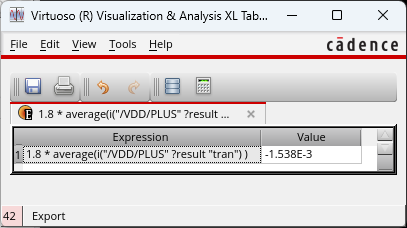 Virtuoso (R) Visualization & Analysis XL Tab...
File Edit View Tools Help
cādence
E 1.8 * average(i("/VDD/PLUS" ?result ...
Expression Value
1 1.8 * average(i("/VDD/PLUS" ?result "tran") ) -1.538E-3
42 Export